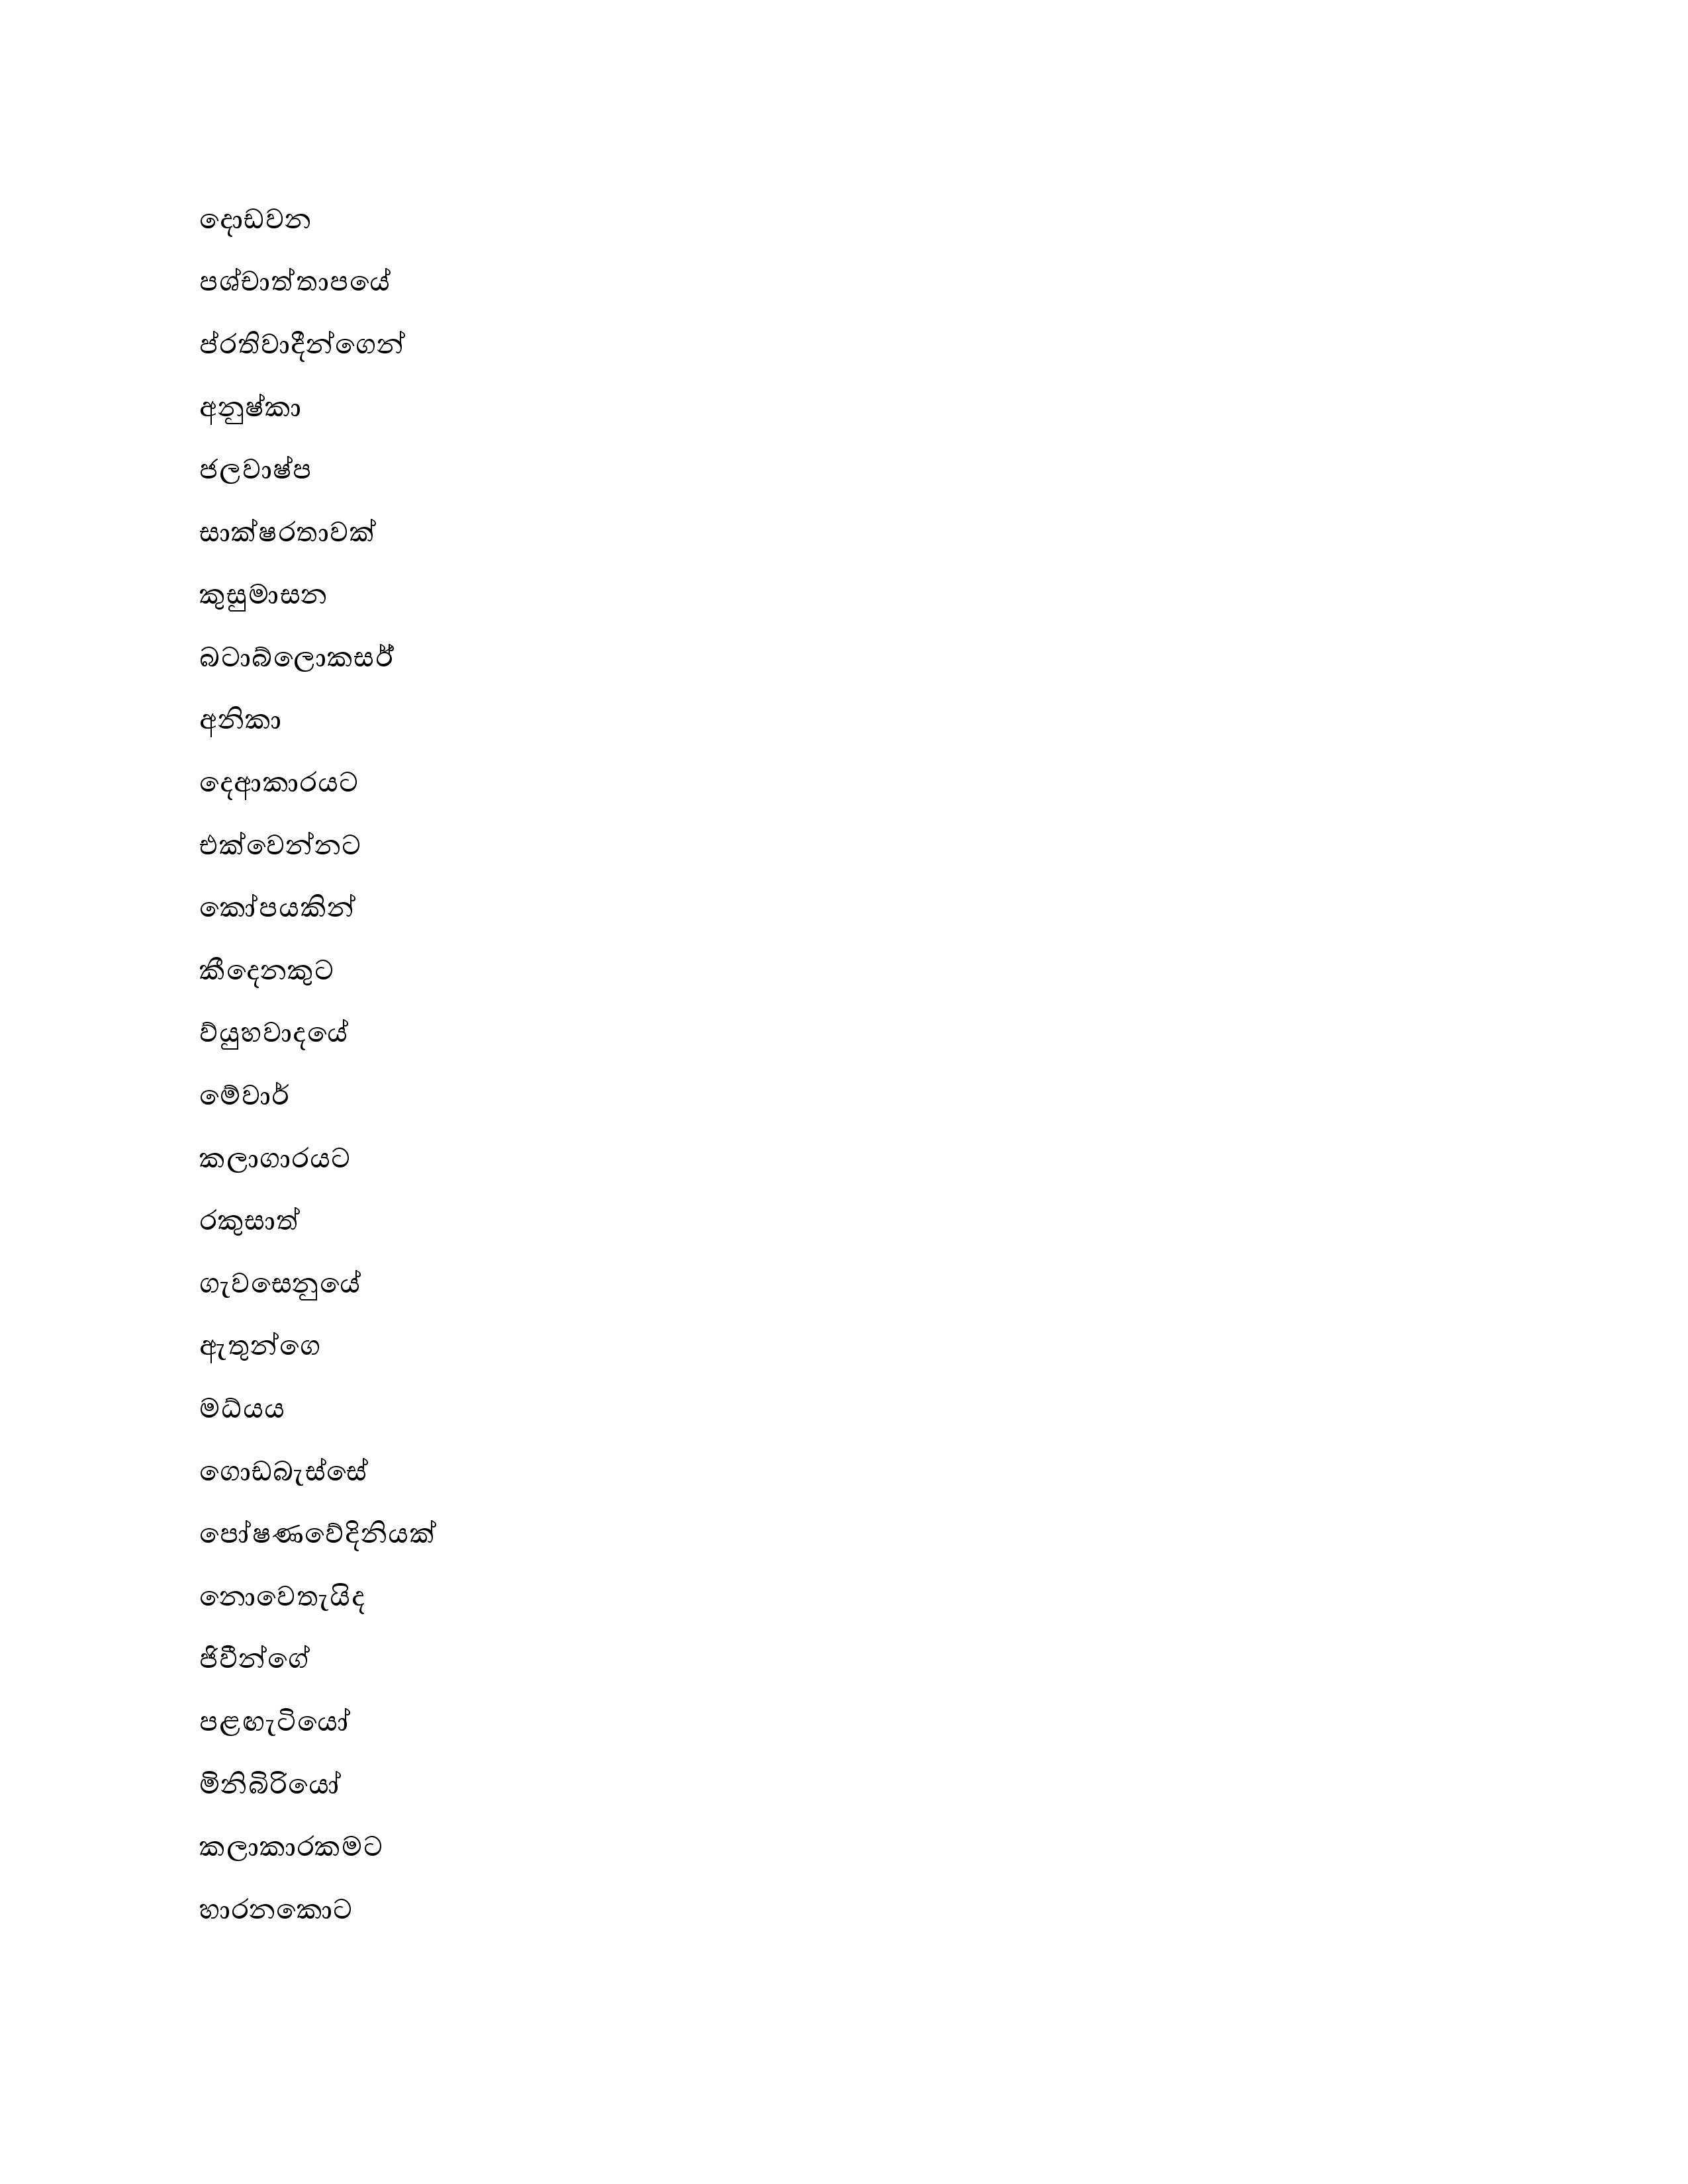 දොඩවන
පශ්චාත්තාපයේ
ප්රතිවාදීන්ගෙන්
අනුෂ්කා
ජලවාෂ්ප
සාක්ෂරතාවක්
කුසුමාසන
බටාබ්ලොකසර්‍
අනිකා
දෙආකාරයට
එක්වෙන්නට
කෝපයකින්
කීදෙනකුට
ව්යුහවාදයේ
මේවාර්
කලාගාරයට
රකුසාත්
ගැවසෙනුයේ
ඇතුන්ගෙ
මධ්යය
ගොඩබැස්සේ
පෝෂණවේදිනියක්
නොවෙතැයිද
ජිවීන්ගේ
පළඟැටියෝ
මිනිබිරියෝ
කලාකාරකමට
හාරනකොට